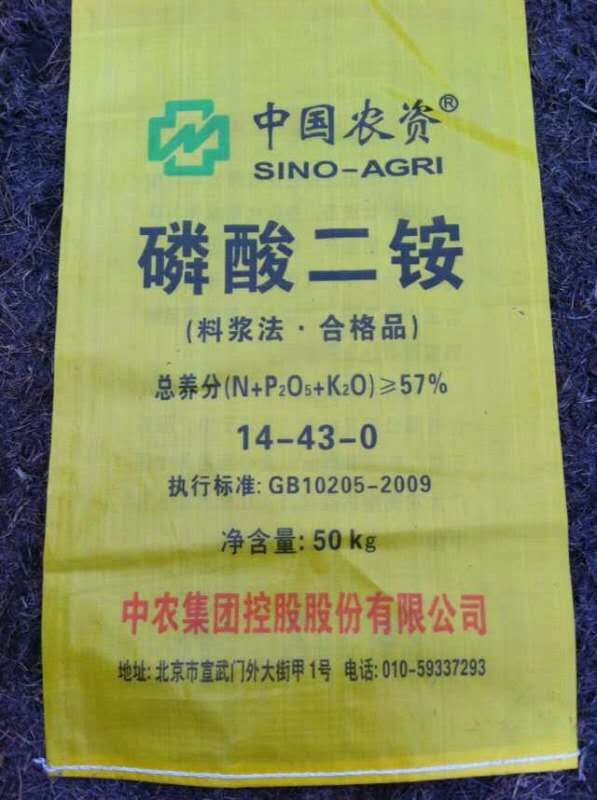 中国农资®
SINO-AGRI
磷酸二铵
(料浆法·合格品)
总养分(N+P₂O₅+K₂O)≥57%
14-43-0
执行标准:GB10205-2009
净含量:50kg
中农集团控股股份有限公司
地址:北京市宣武门外大街甲1号 电话:010-59337293